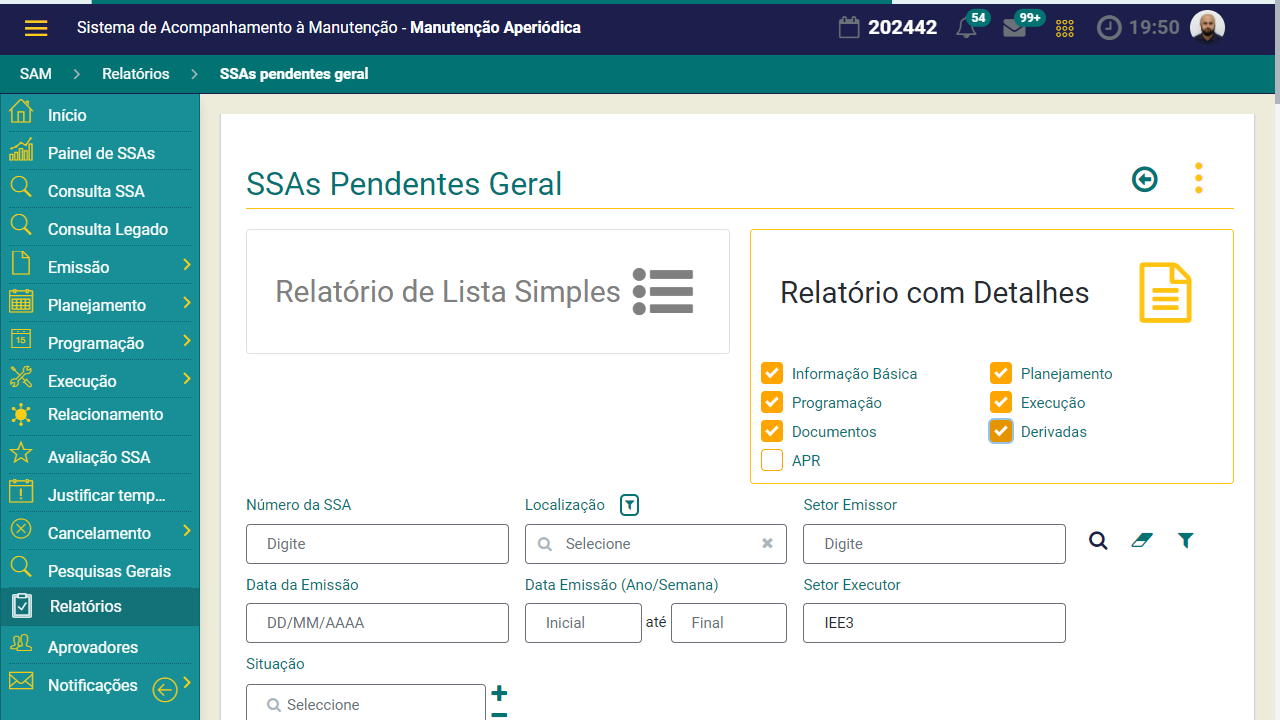 Sistema de Acompanhamento à Manutenção - Manutenção Aperiódica
202442
54
99+
19:50
SAM
Relatórios
SSAs pendentes geral
Início
Painel de SSAs
Consulta SSA
Consulta Legado
Emissão
Planejamento
15
Programação
Execução
Relacionamento
Avaliação SSA
Justificar temp...
Cancelamento
Pesquisas Gerais
Relatórios
Aprovadores
Notificações
SSAs Pendentes Geral
Relatório de Lista Simples
Relatório com Detalhes
Informação Básica
Planejamento
Programação
Execução
Documentos
Derivadas
APR
Número da SSA
Localização
Setor Emissor
Digite
Selecione
Digite
Data da Emissão
Data Emissão (Ano/Semana)
Setor Executor
DD/MM/AAAA
Inicial
até
Final
IEE3
Situação
Seleccione